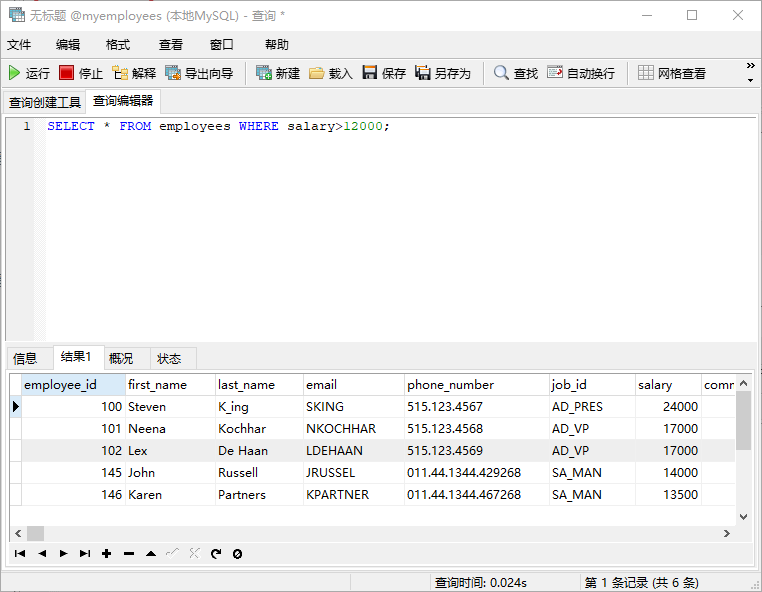 无标题 @myemployees (本地MySQL) - 查询 *
文件 编辑 格式 查看 窗口 帮助
运行 停止 解释 导出向导 新建 载入 保存 另存为 查找 自动换行 网格查看
查询创建工具 查询编辑器
1 SELECT * FROM employees WHERE salary>12000;
信息 结果1 概况 状态
employee_id first_name last_name email phone_number job_id salary comm
100 Steven K_ing SKING 515.123.4567 AD_PRES 24000
101 Neena Kochhar NKOCHHAR 515.123.4568 AD_VP 17000
102 Lex De Haan LDEHAAN 515.123.4569 AD_VP 17000
145 John Russell JRUSSEL 011.44.1344.429268 SA_MAN 14000
146 Karen Partners KPARTNER 011.44.1344.467268 SA_MAN 13500
查询时间: 0.024s 第 1 条记录 (共 6 条)